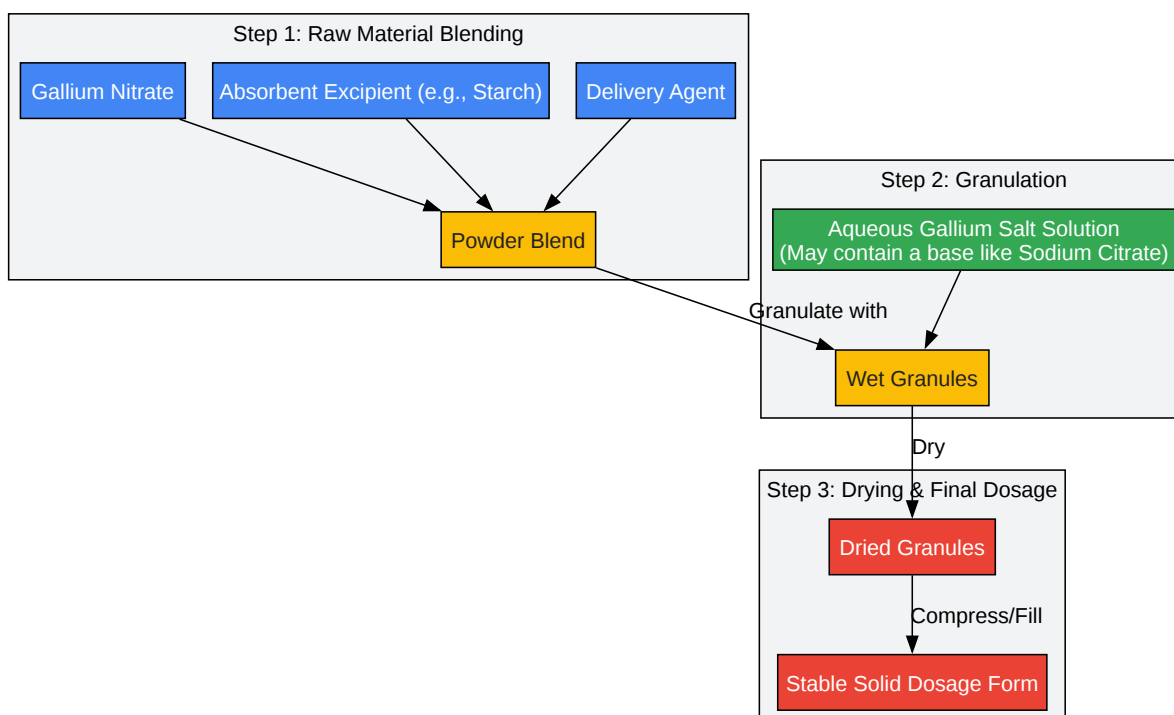 Step 1: Raw Material Blending
Gallium Nitrate
Absorbent Excipient (e.g., Starch)
Delivery Agent
Powder Blend
Step 2: Granulation
Aqueous Gallium Salt Solution
(May contain a base like Sodium Citrate)
Granulate with
Wet Granules
Dry
Step 3: Drying & Final Dosage
Dried Granules
Compress/Fill
Stable Solid Dosage Form